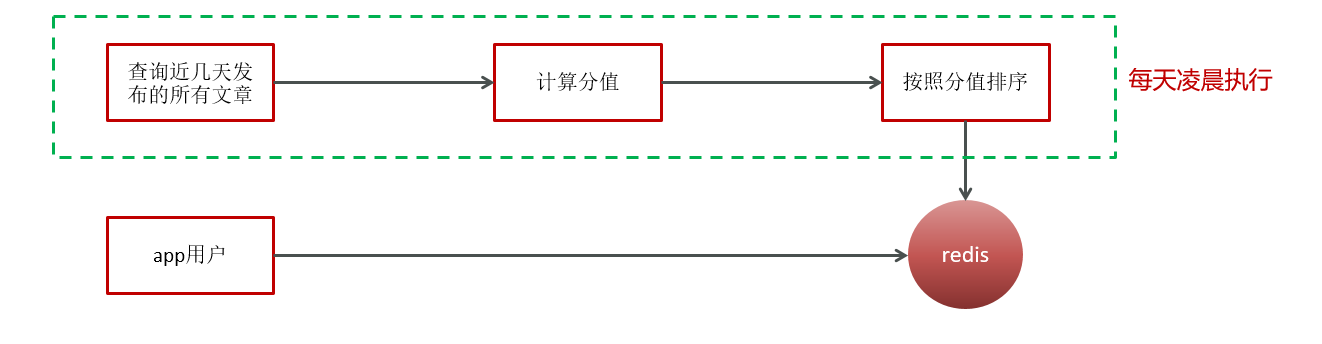 查询近几天发
布的所有文章
计算分值
按照分值排序
每天凌晨执行
app用户
redis